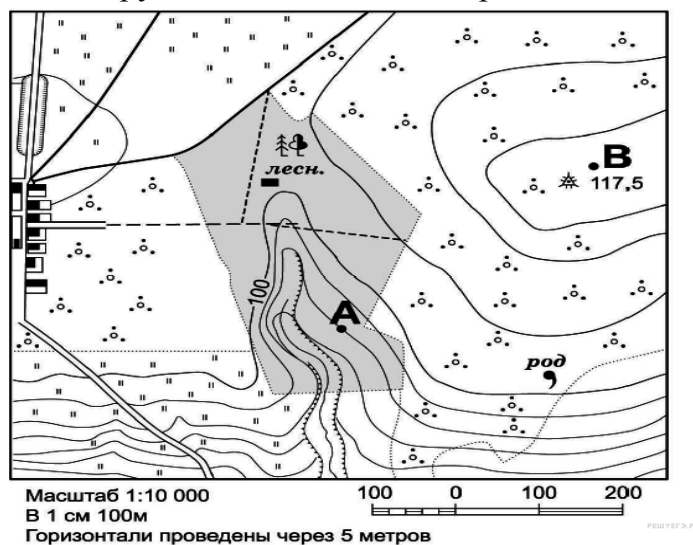 лесн.
В
117,5
100
А
род
Масштаб 1:10 000
В 1 см 100м
Горизонтали проведены через 5 метров
100 0 100 200